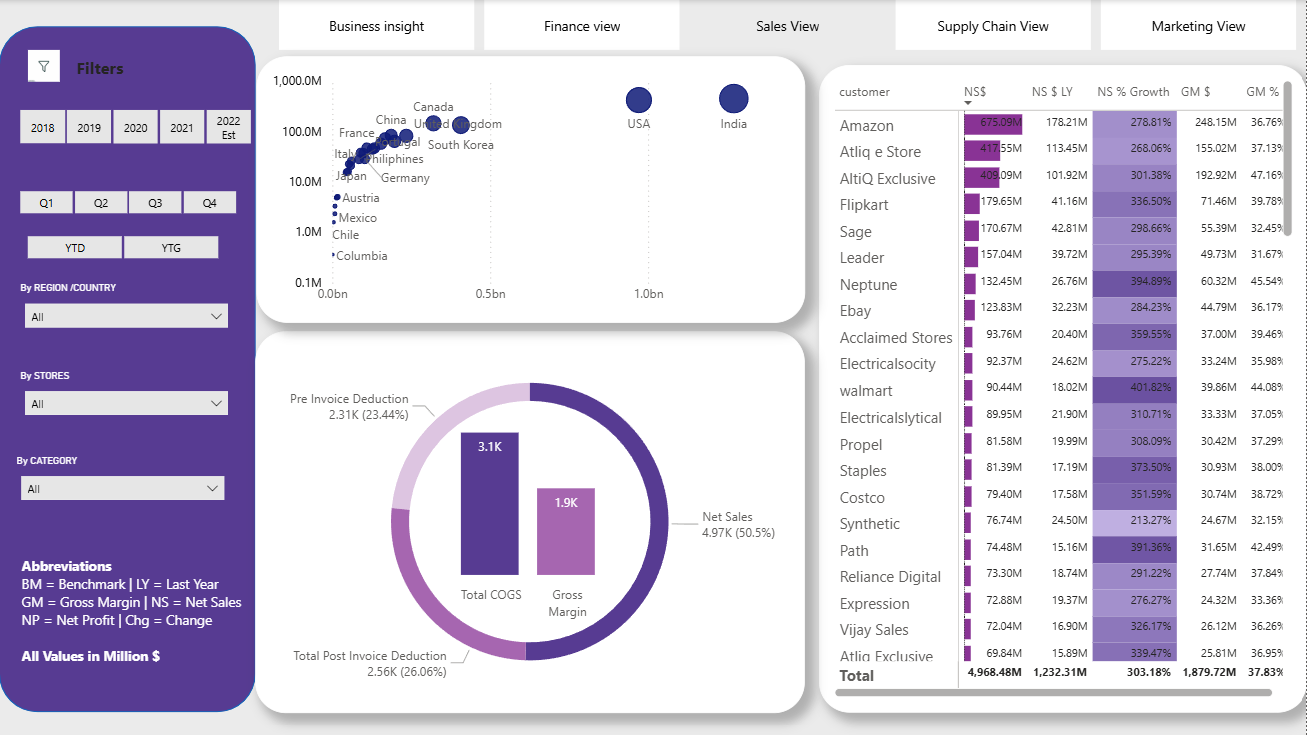 Business insight
Finance view
Sales View
Supply Chain View
Marketing View
Filters
2018
2019
2020
2021
2022
Est
Q1
Q2
Q3
Q4
YTD
YTG
By REGION /COUNTRY
All
By STORES
All
By CATEGORY
All
Abbreviations
BM = Benchmark | LY = Last Year
GM = Gross Margin | NS = Net Sales
NP = Net Profit | Chg = Change
All Values in Million $
1,000.0M
100.0M
10.0M
1.0M
0.1M
0.0bn
0.5bn
1.0bn
USA
India
Canada
China
United Kingdom
France
South Korea
Italy
Philiphines
Japan
Germany
Austria
Mexico
Chile
Columbia
Pre Invoice Deduction
2.31K (23.44%)
3.1K
1.9K
Net Sales
4.97K (50.5%)
Total COGS
Gross
Margin
Total Post Invoice Deduction
2.56K (26.06%)
customer NS$ NS $ LY NS % Growth GM $ GM %
Amazon 675.09M 178.21M 278.81% 248.15M 36.76%
Atliq e Store 417.55M 113.45M 268.06% 155.02M 37.13%
AltiQ Exclusive 409.09M 101.92M 301.38% 192.92M 47.16%
Flipkart 179.65M 41.16M 336.50% 71.46M 39.78%
Sage 170.67M 42.81M 298.66% 55.39M 32.45%
Leader 157.04M 39.72M 295.39% 49.73M 31.67%
Neptune 132.45M 26.76M 394.89% 60.32M 45.54%
Ebay 123.83M 32.23M 284.23% 44.79M 36.17%
Acclaimed Stores 93.76M 20.40M 359.55% 37.00M 39.46%
Electricalsocity 92.37M 24.62M 275.22% 33.24M 35.98%
walmart 90.44M 18.02M 401.82% 39.86M 44.08%
Electricalslytical 89.95M 21.90M 310.71% 33.33M 37.05%
Propel 81.58M 19.99M 308.09% 30.42M 37.29%
Staples 81.39M 17.19M 373.50% 30.93M 38.00%
Costco 79.40M 17.58M 351.59% 30.74M 38.72%
Synthetic 76.74M 24.50M 213.27% 24.67M 32.15%
Path 74.48M 15.16M 391.36% 31.65M 42.49%
Reliance Digital 73.30M 18.74M 291.22% 27.74M 37.84%
Expression 72.88M 19.37M 276.27% 24.32M 33.36%
Vijay Sales 72.04M 16.90M 326.17% 26.12M 36.26%
Atliq Exclusive 69.84M 15.89M 339.47% 25.81M 36.95%
Total 4,968.48M 1,232.31M 303.18% 1,879.72M 37.83%